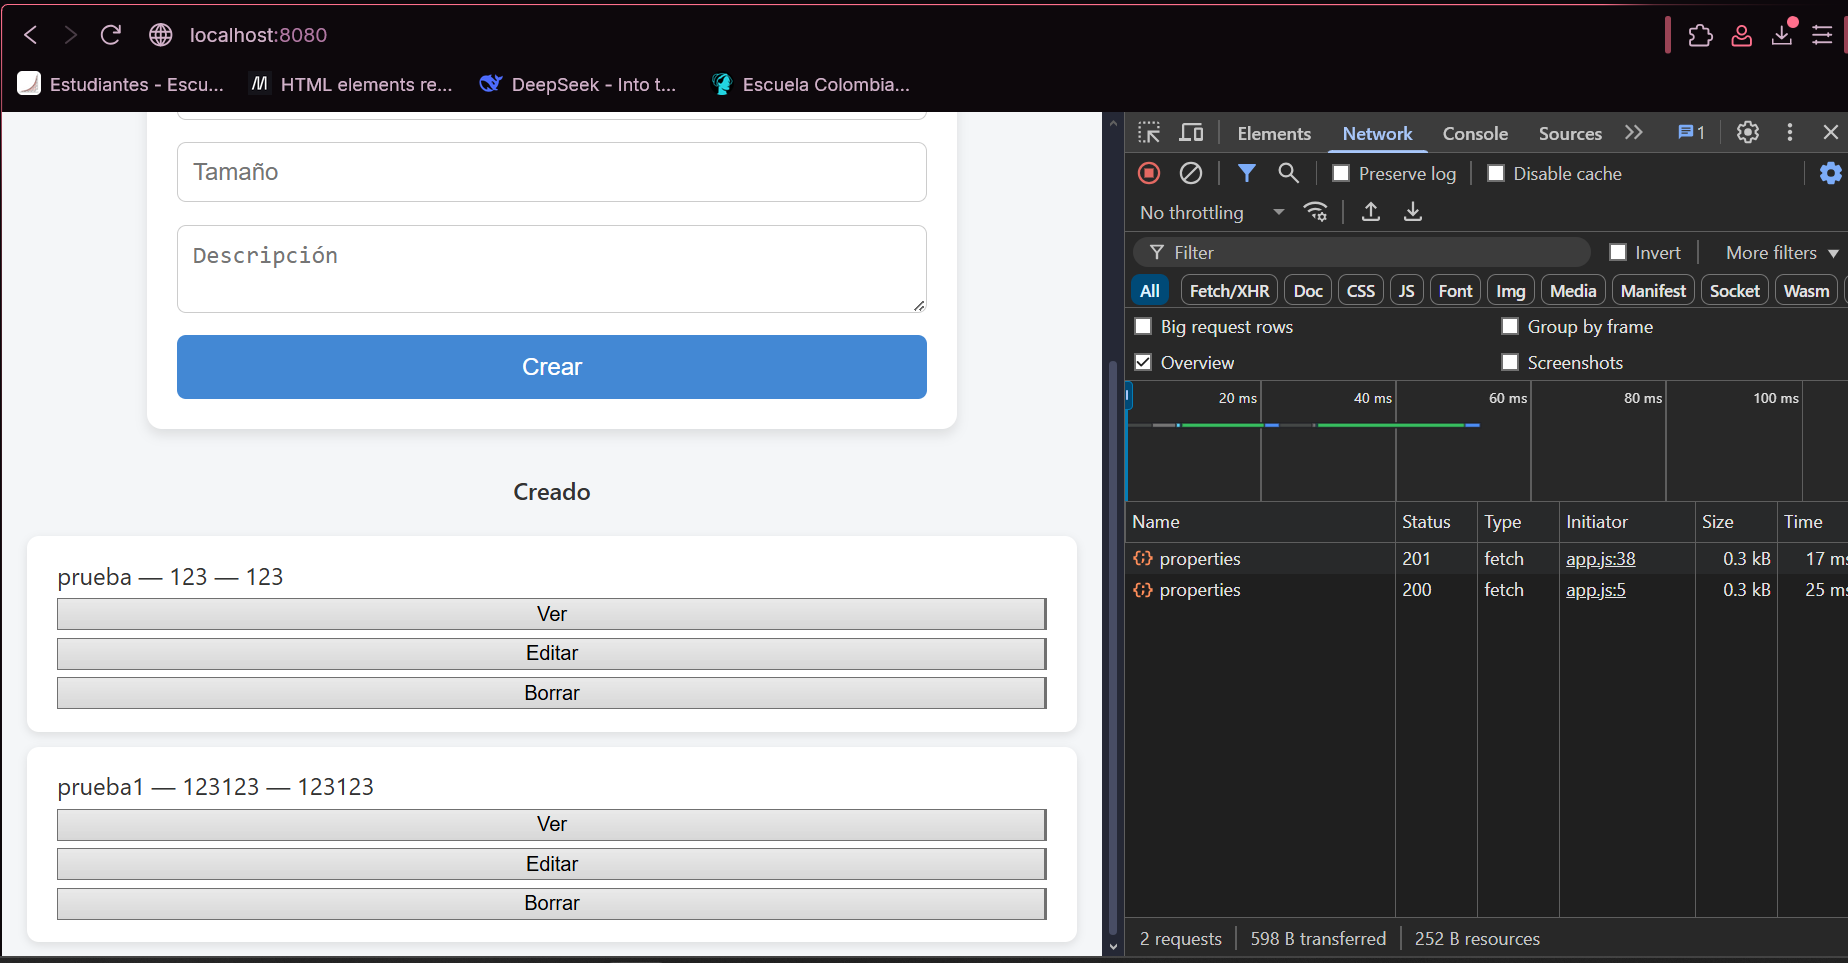 localhost:8080
Estudiantes - Escu...
HTML elements re...
DeepSeek - Into t...
Escuela Colombia...
Tamaño
Descripción
Crear
Creado
prueba — 123 — 123
Ver
Editar
Borrar
prueba1 — 123123 — 123123
Ver
Editar
Borrar
Elements Network Console Sources 1
Preserve log Disable cache
No throttling
Filter Invert More filters
All Fetch/XHR Doc CSS JS Font Img Media Manifest Socket Wasm
Big request rows Group by frame
Overview Screenshots
20 ms 40 ms 60 ms 80 ms 100 ms
Name Status Type Initiator Size Time
properties 201 fetch app.js:38 0.3 kB 17 ms
properties 200 fetch app.js:5 0.3 kB 25 ms
2 requests 598 B transferred 252 B resources